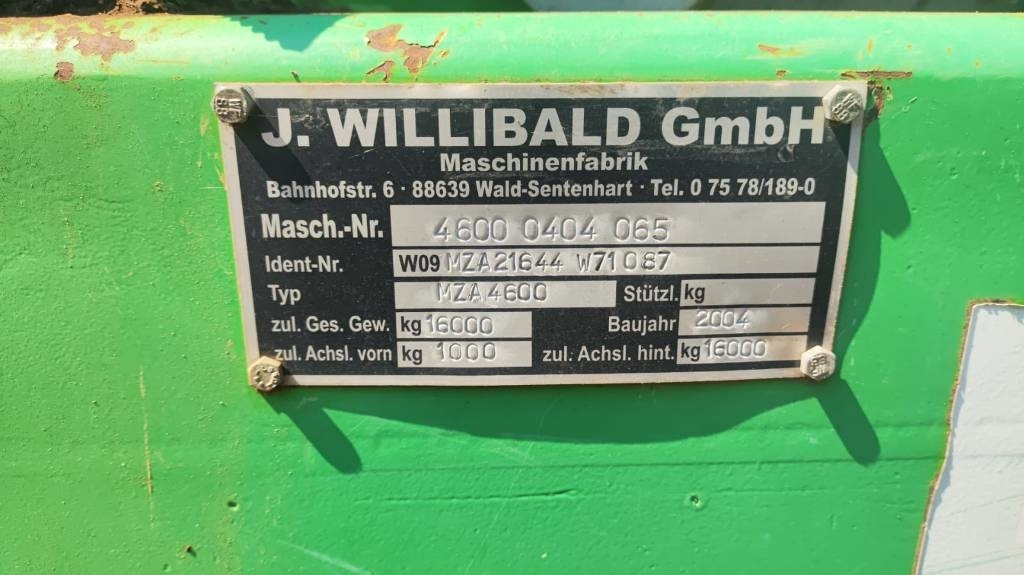 J. WILLIBALD GmbH
Maschinenfabrik
Bahnhofstr. 6 · 88639 Wald-Sentenhart · Tel. 0 75 78/189-0
Masch.-Nr. 4600 0404 065
Ident-Nr. W09 MZA21644 W71087
Typ MZA4600 Stützl. kg
zul. Ges. Gew. kg 16000 Baujahr 2004
zul. Achsl. vorn kg 1000 zul. Achsl. hint. kg 16000